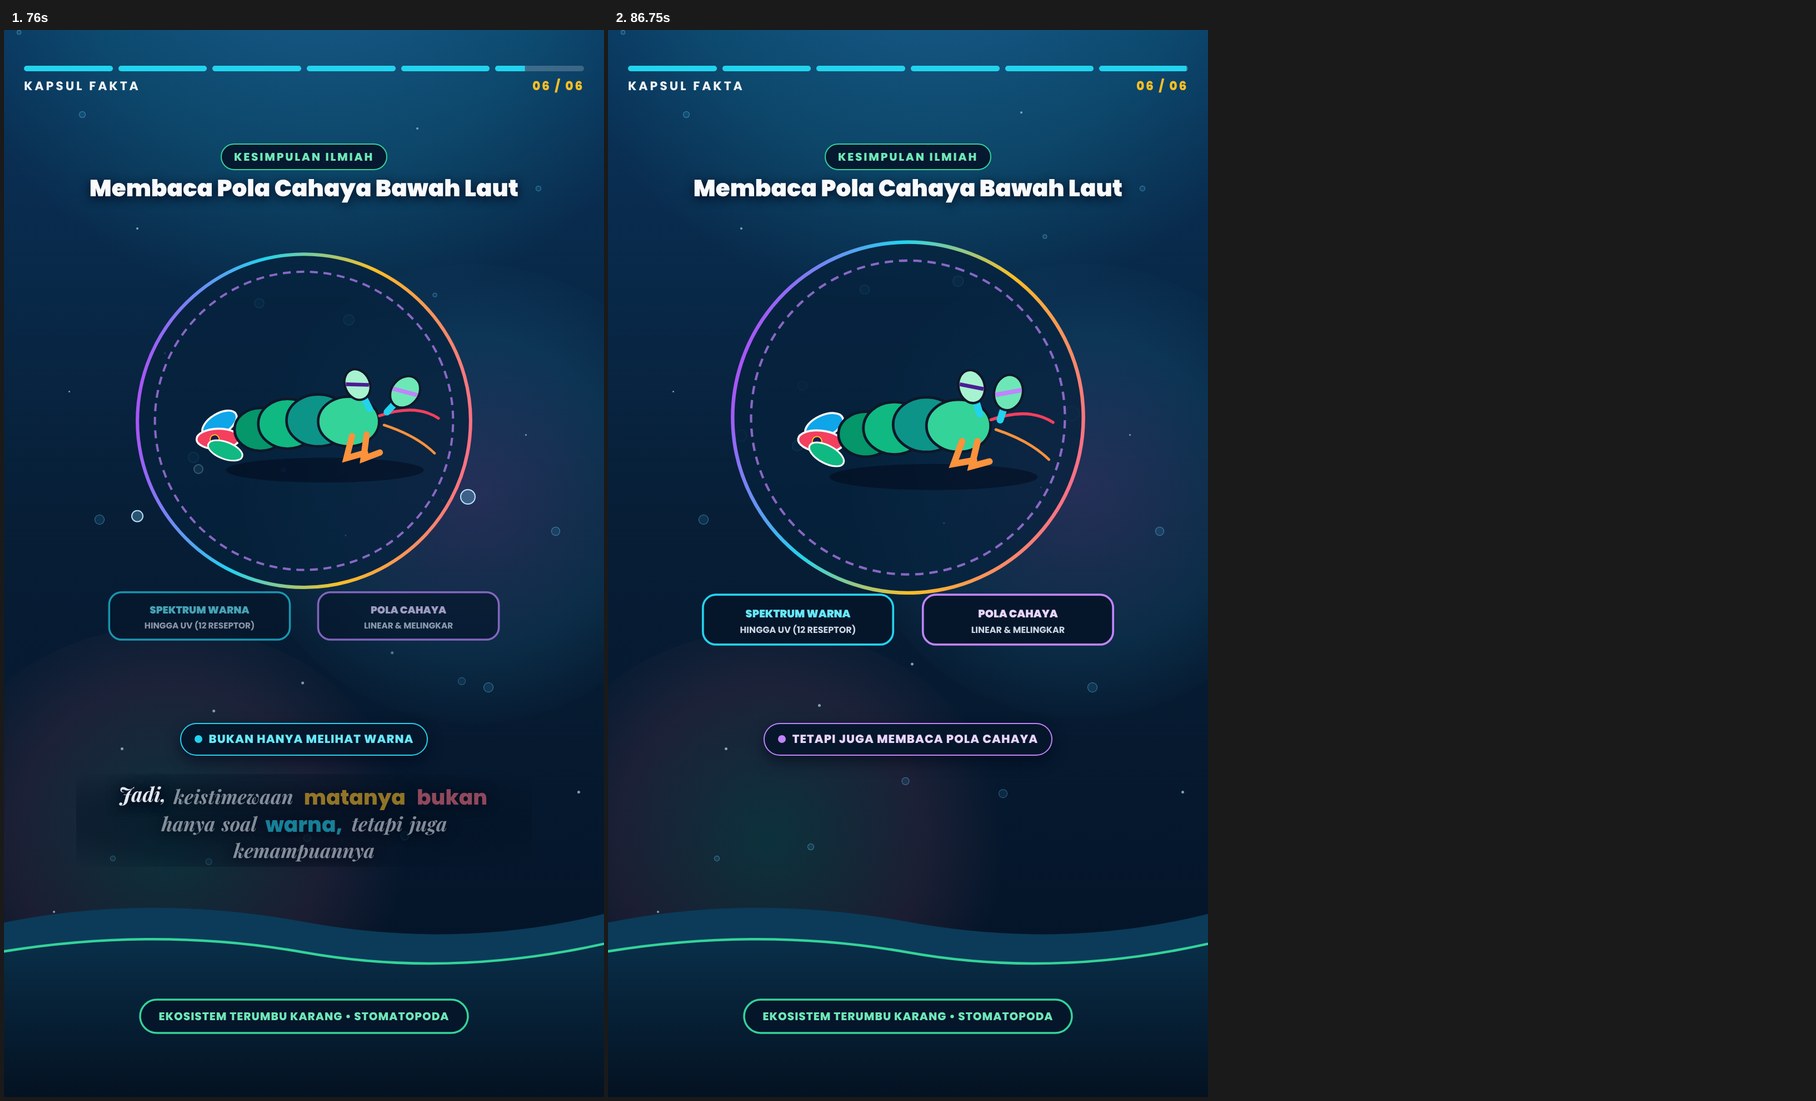 1. 76s
KAPSUL FAKTA
06 / 06
KESIMPULAN ILMIAH
Membaca Pola Cahaya Bawah Laut
SPEKTRUM WARNA
HINGGA UV (12 RESEPTOR)
POLA CAHAYA
LINEAR & MELINGKAR
BUKAN HANYA MELIHAT WARNA
Jadi, keistimewaan matanya bukan
hanya soal warna, tetapi juga
kemampuannya
EKOSISTEM TERUMBU KARANG • STOMATOPODA
2. 86.75s
KAPSUL FAKTA
06 / 06
KESIMPULAN ILMIAH
Membaca Pola Cahaya Bawah Laut
SPEKTRUM WARNA
HINGGA UV (12 RESEPTOR)
POLA CAHAYA
LINEAR & MELINGKAR
TETAPI JUGA MEMBACA POLA CAHAYA
EKOSISTEM TERUMBU KARANG • STOMATOPODA